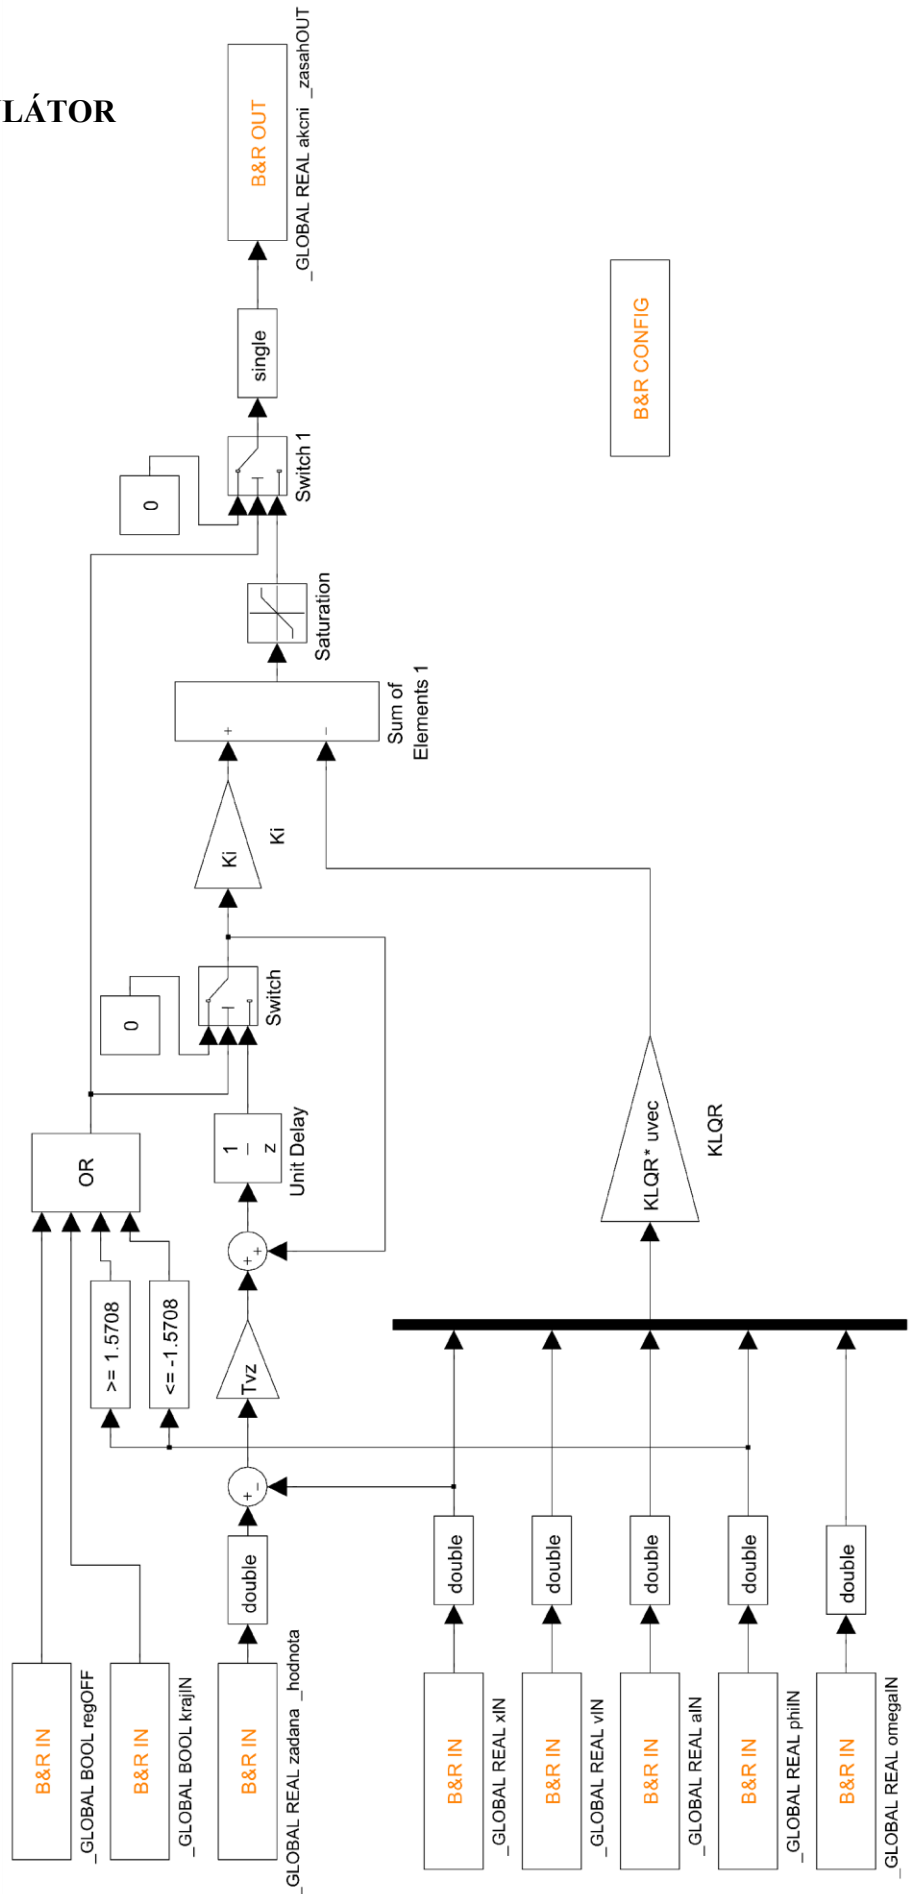 LÁTOR
B&R IN
_GLOBAL BOOL regOFF
B&R IN
_GLOBAL BOOL krajIN
B&R IN
_GLOBAL REAL zadana _hodnota
double
>= 1.5708
<= -1.5708
OR
+
-
Tvz
+
+
1
z
Unit Delay
0
Switch
Ki
Ki
+
-
Sum of
Elements 1
Saturation
0
Switch 1
single
B&R OUT
_GLOBAL REAL akcni _zasahOUT
B&R IN
_GLOBAL REAL xIN
double
B&R IN
_GLOBAL REAL vIN
double
B&R IN
_GLOBAL REAL aIN
double
B&R IN
_GLOBAL REAL phiIN
double
B&R IN
_GLOBAL REAL omegaIN
double
KLQR* uvec
KLQR
B&R CONFIG